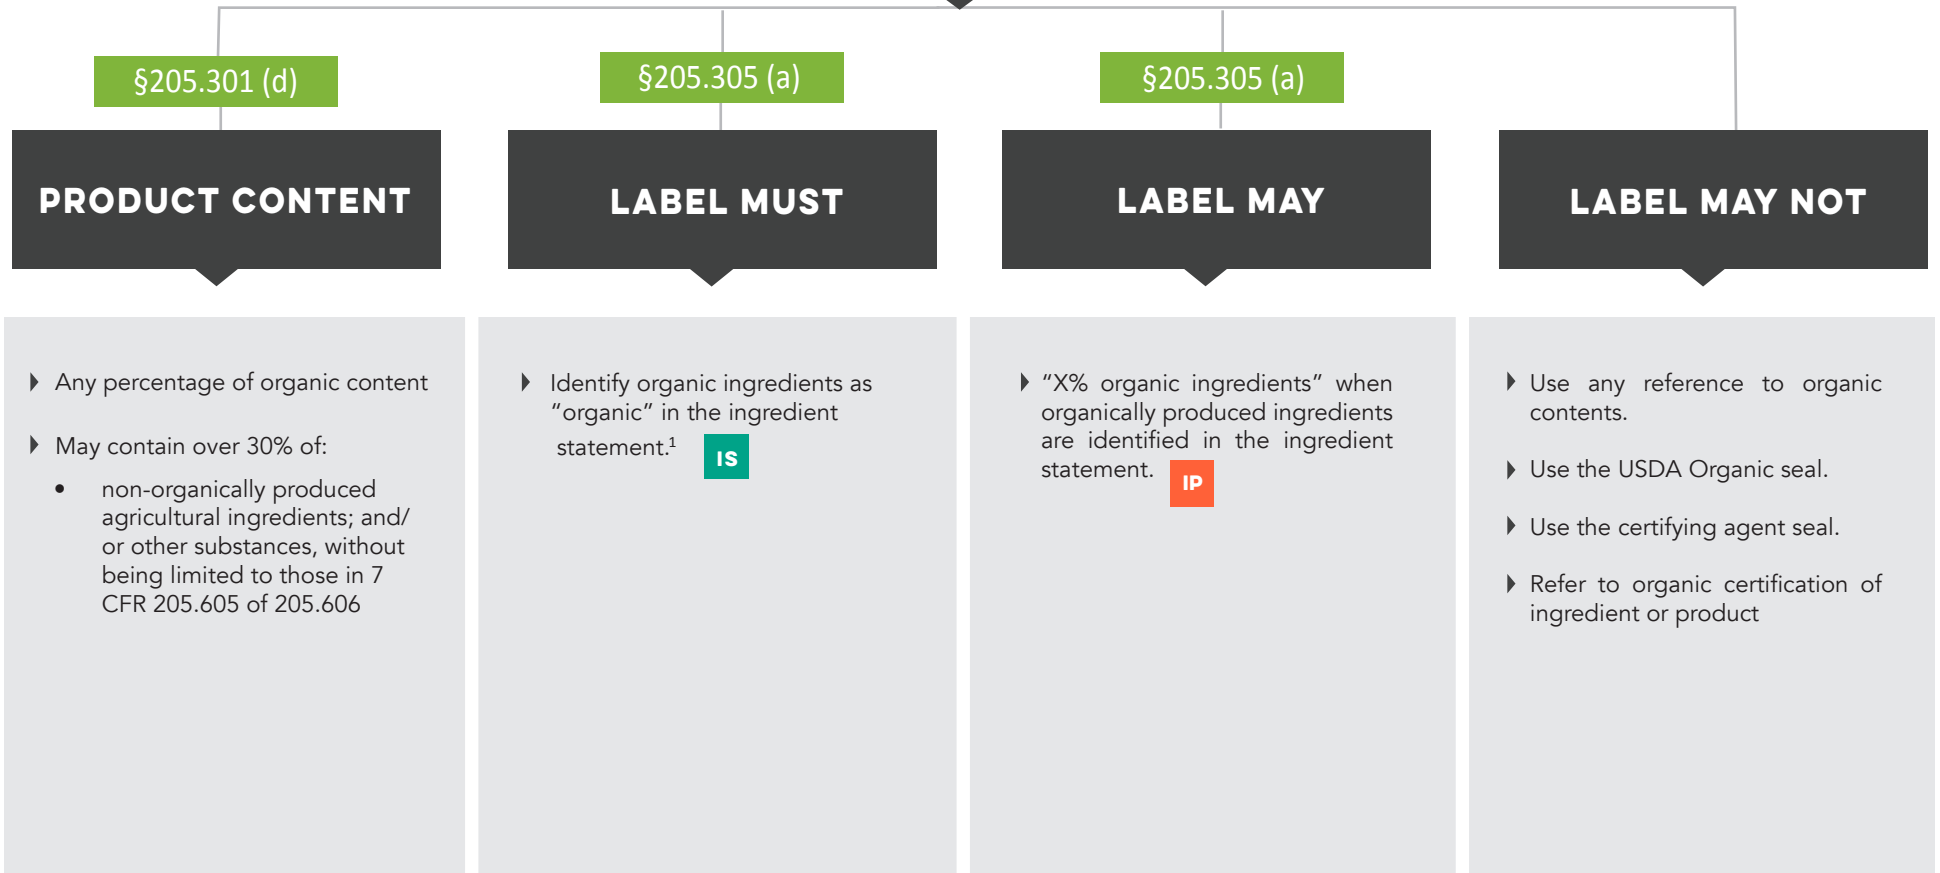 §205.301 (d)
PRODUCT CONTENT
Any percentage of organic content
May contain over 30% of:
• non-organically produced
agricultural ingredients; and/
or other substances, without
being limited to those in 7
CFR 205.605 of 205.606
§205.305 (a)
LABEL MUST
Identify organic ingredients as
“organic” in the ingredient
statement.¹
IS
§205.305 (a)
LABEL MAY
“X% organic ingredients” when
organically produced ingredients
are identified in the ingredient
statement.
IP
LABEL MAY NOT
Use any reference to organic
contents.
Use the USDA Organic seal.
Use the certifying agent seal.
Refer to organic certification of
ingredient or product